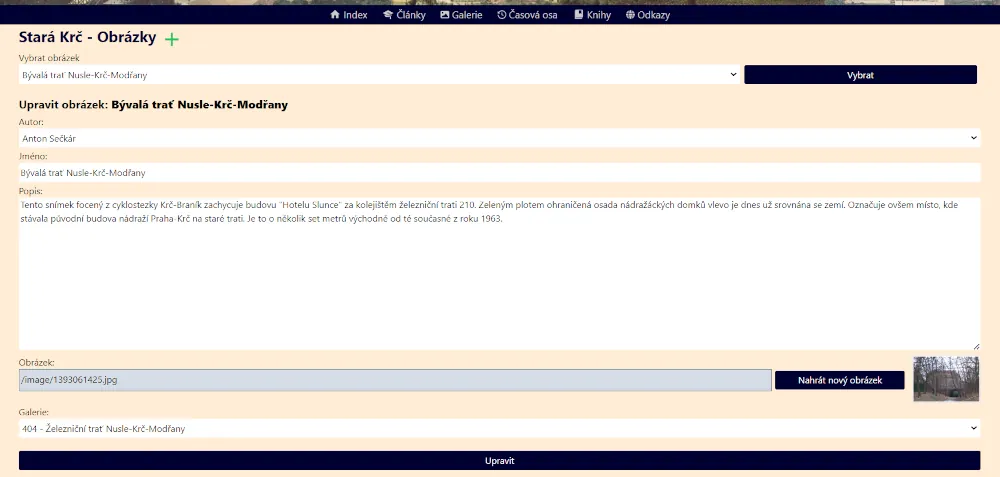 Index Články Galerie Časová osa Knihy Odkazy
Stará Krč - Obrázky +
Vybrat obrázek
Bývalá trať Nusle-Krč-Modřany
Vybrat
Upravit obrázek: Bývalá trať Nusle-Krč-Modřany
Autor:
Anton Sečkár
Jméno:
Bývalá trať Nusle-Krč-Modřany
Popis:
Tento snímek focený z cyklostezky Krč-Braník zachycuje budovu "Hotelu Slunce" za kolejištěm železniční trati 210. Zeleným plotem ohraničená osada nádražáckých domků vlevo je dnes už srovnána se zemí. Označuje ovšem místo, kde
stávala původní budova nádraží Praha-Krč na staré trati. Je to o několik set metrů východně od té současné z roku 1963.
Obrázek:
/image/1393061425.jpg
Nahrát nový obrázek
Galerie:
404 - Železniční trať Nusle-Krč-Modřany
Upravit